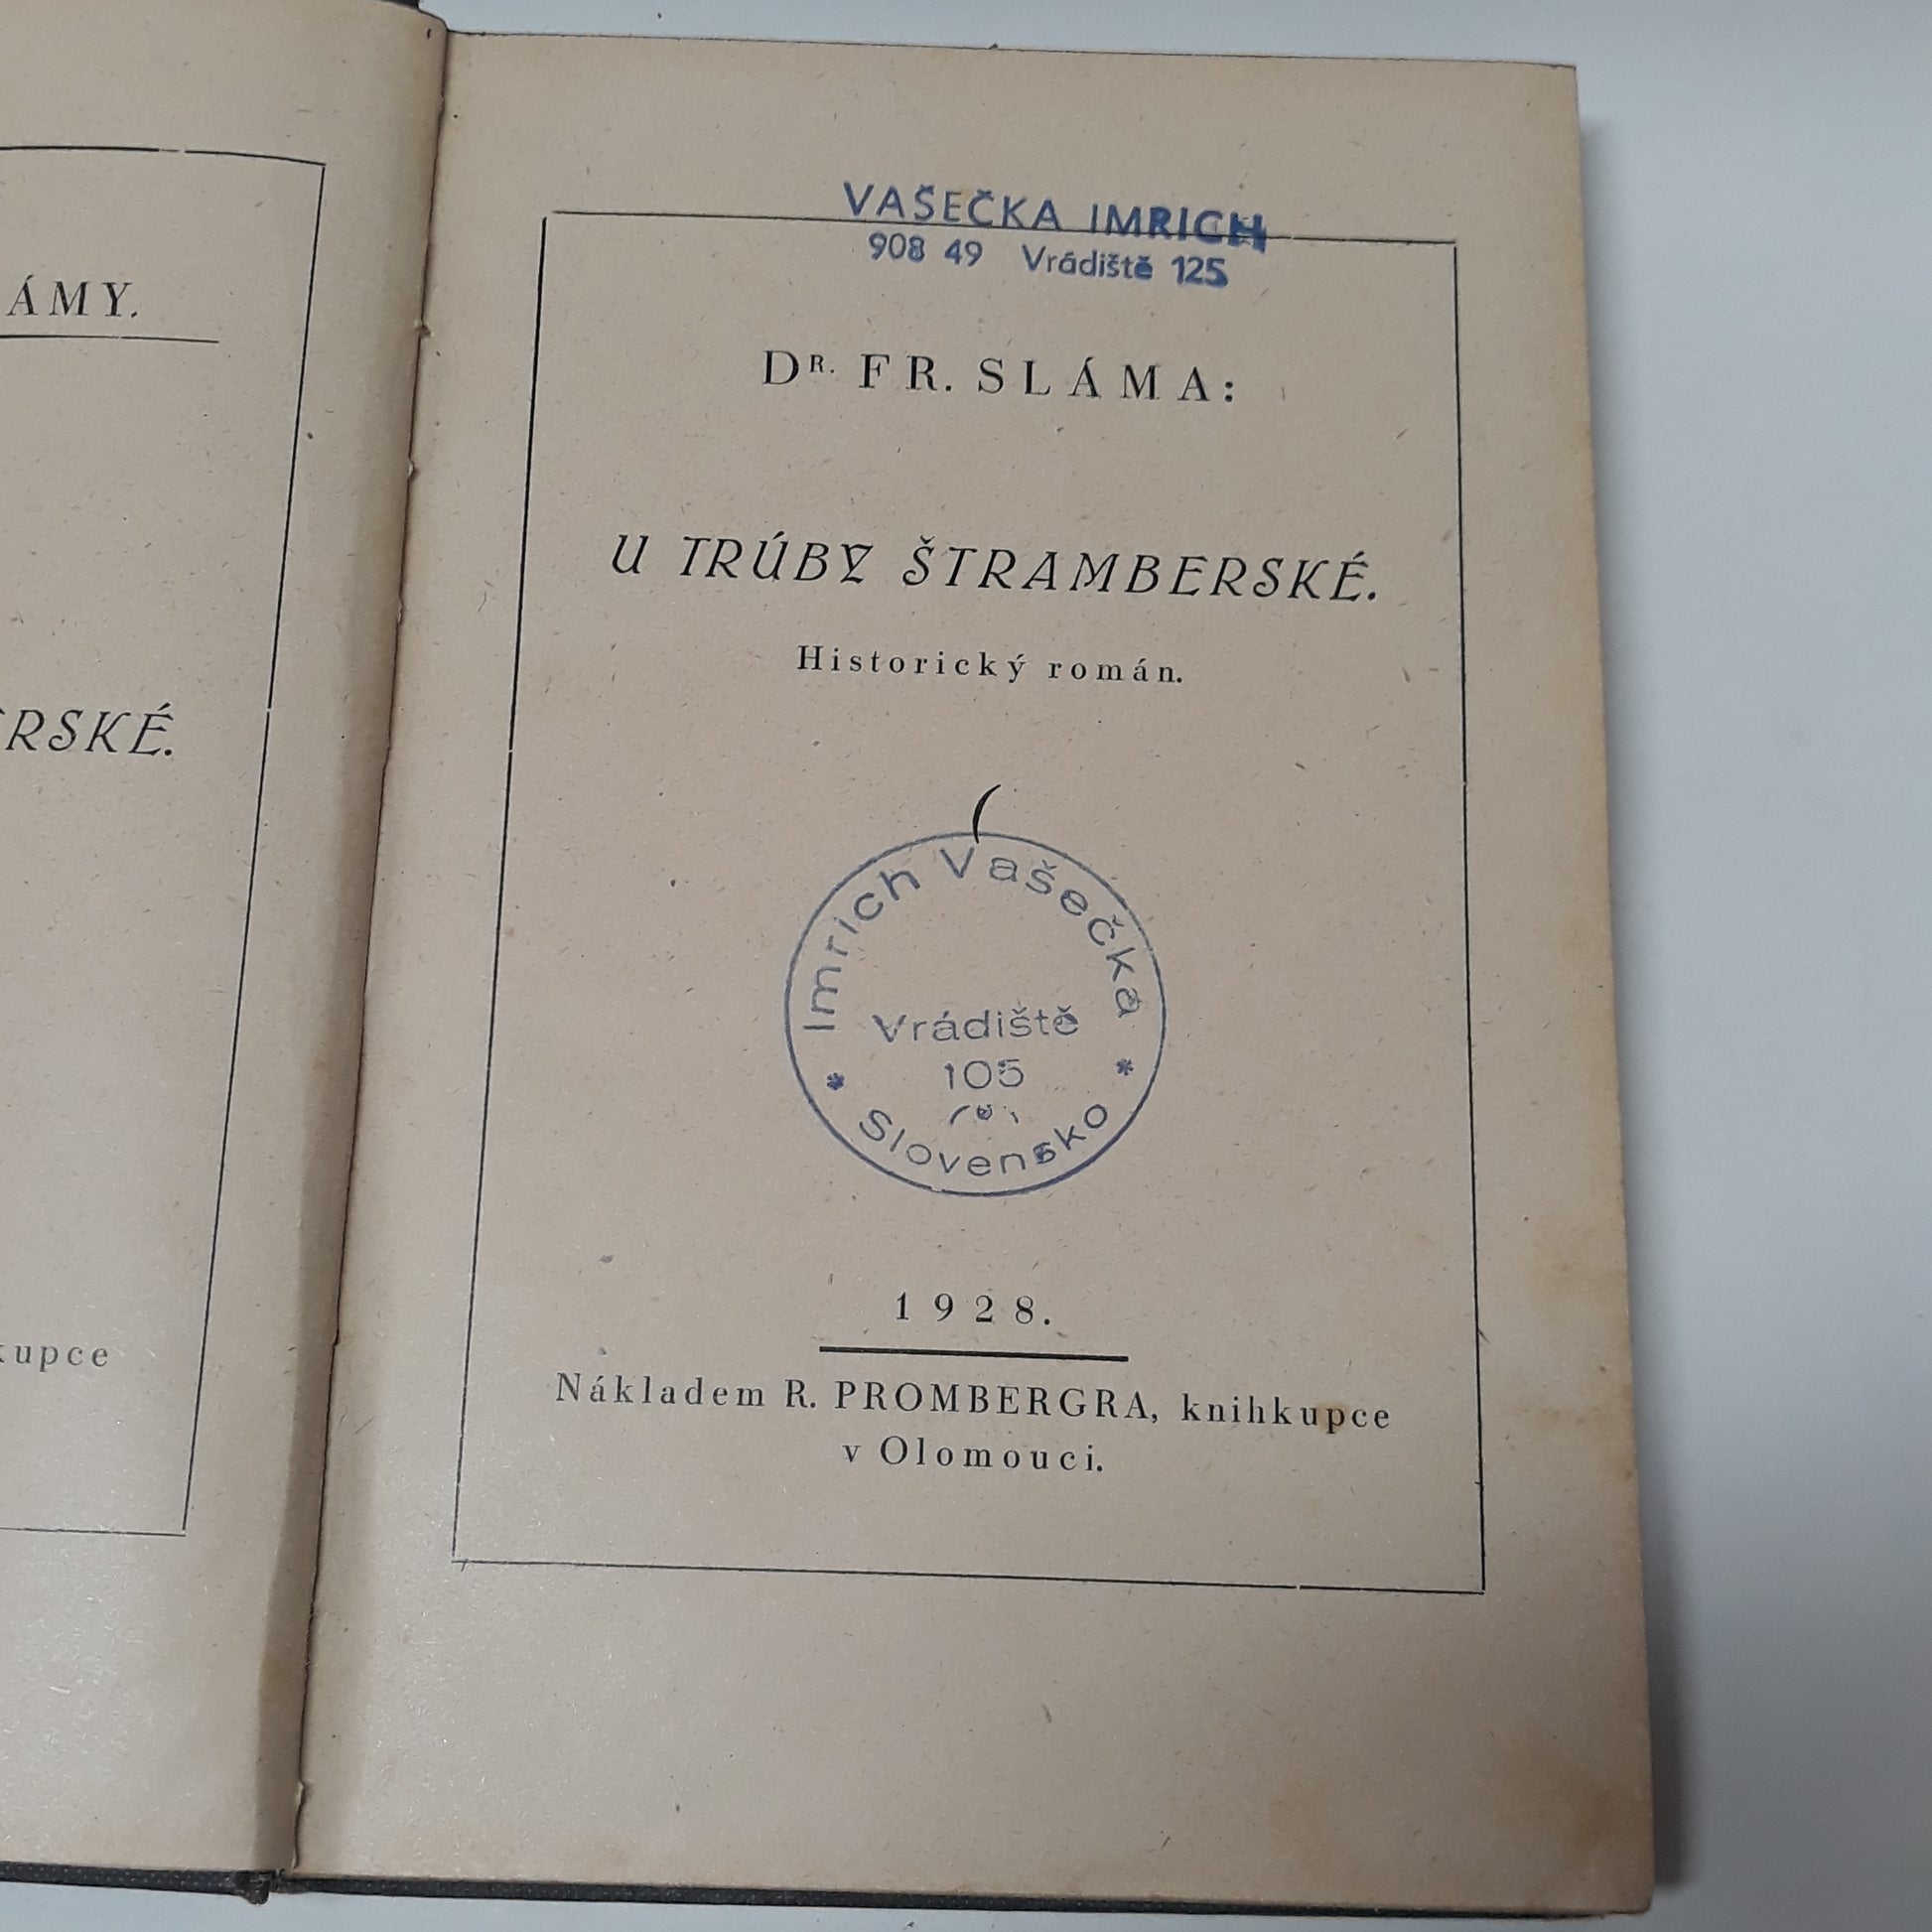 ÁMY.
ERSKÉ.
kupce
VAŠEČKA IMRICH
908 49 Vrádiště 125
DR. FR. SLÁMA:
U TRÚBY ŠTRAMBERSKÉ.
Historický román.
Imrich Vašečka
Vrádiště
105
* Slovensko *
1928.
Nákladem R. PROMBERGRA, knihkupce
v Olomouci.